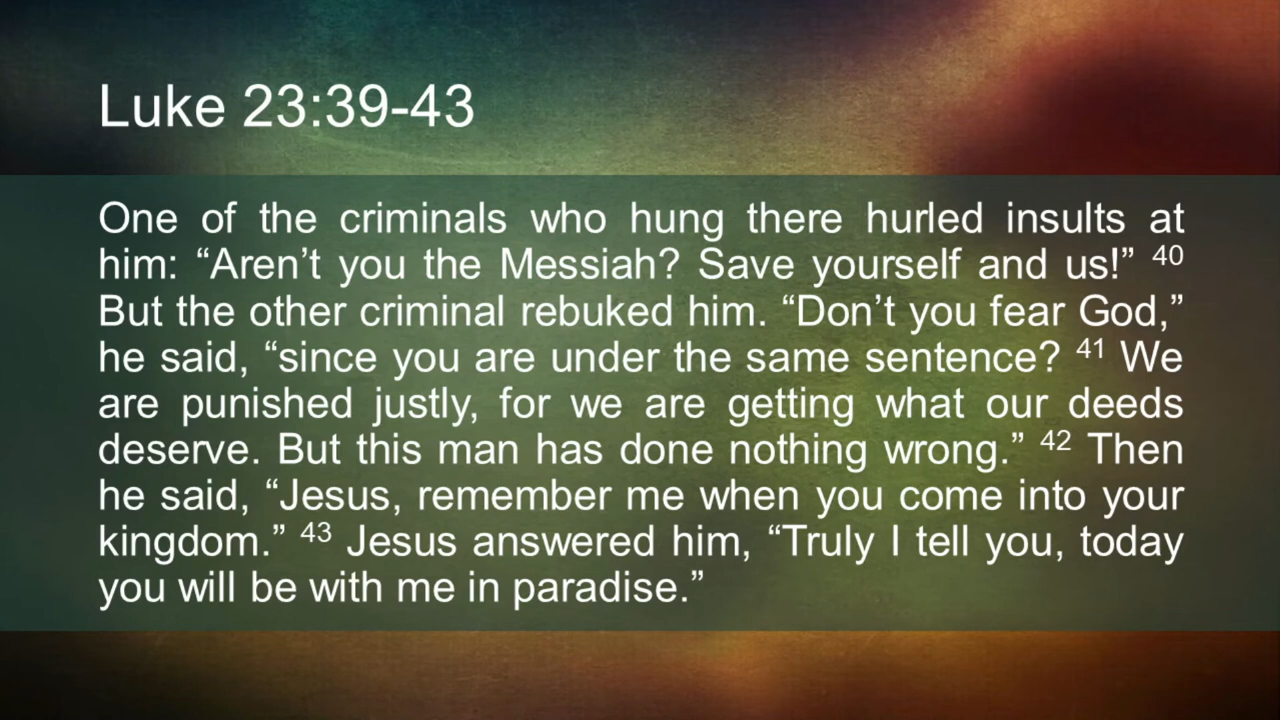 Luke 23:39-43
One of the criminals who hung there hurled insults at
him: “Aren’t you the Messiah? Save yourself and us!” 40
But the other criminal rebuked him. “Don’t you fear God,”
he said, “since you are under the same sentence? 41 We
are punished justly, for we are getting what our deeds
deserve. But this man has done nothing wrong.” 42 Then
he said, “Jesus, remember me when you come into your
kingdom.” 43 Jesus answered him, “Truly I tell you, today
you will be with me in paradise.”